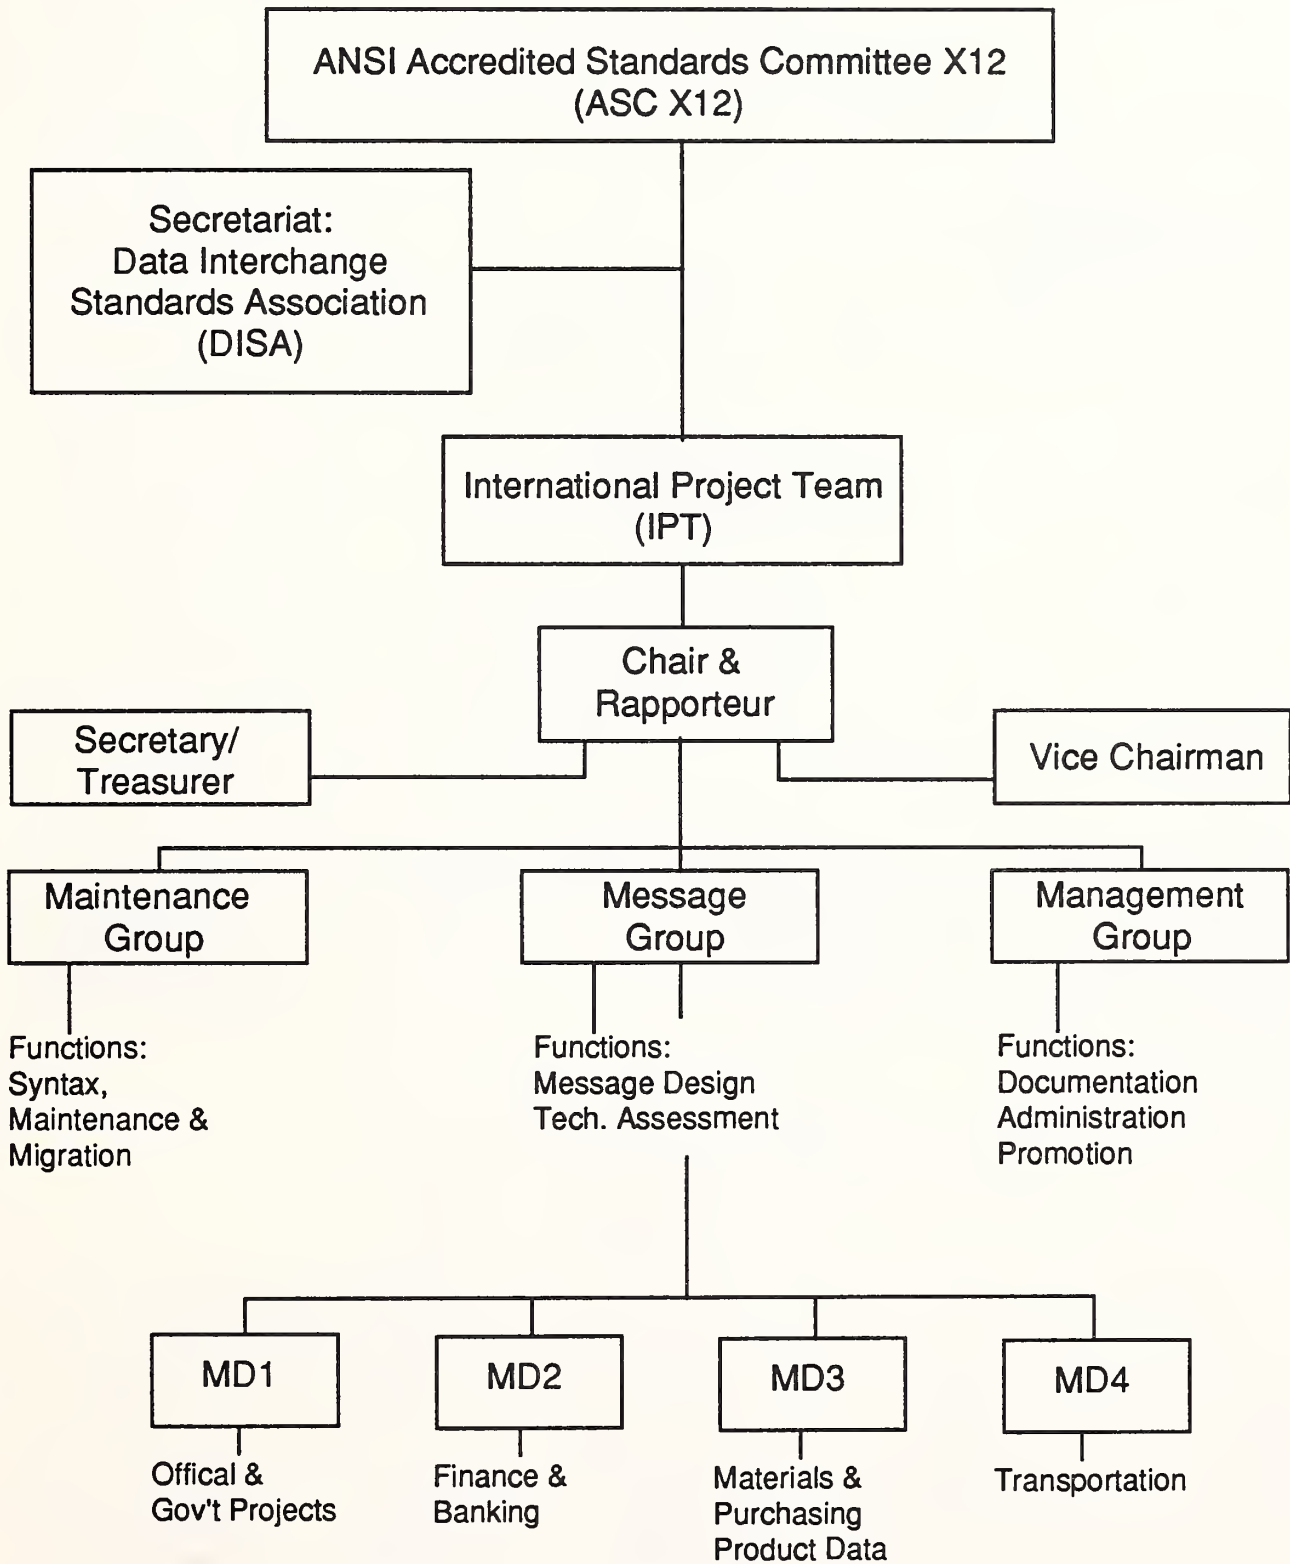 ANSI Accredited Standards Committee X12
(ASC X12)
Secretariat:
Data Interchange
Standards Association
(DISA)
International Project Team
(IPT)
Chair &
Rapporteur
Secretary/
Treasurer
Vice Chairman
Maintenance
Group
Message
Group
Management
Group
Functions:
Syntax,
Maintenance &
Migration
Functions:
Message Design
Tech. Assessment
Functions:
Documentation
Administration
Promotion
MD1
MD2
MD3
MD4
Offical &
Gov't Projects
Finance &
Banking
Materials &
Purchasing
Product Data
Transportation